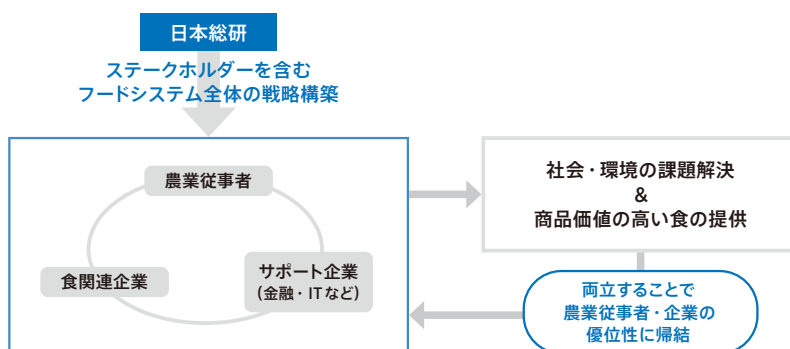 日本総研
ステークホルダーを含む
フードシステム全体の戦略構築
農業従事者
食関連企業
サポート企業
(金融・ITなど)
社会・環境の課題解決
&
商品価値の高い食の提供
両立することで
農業従事者・企業の
優位性に帰結